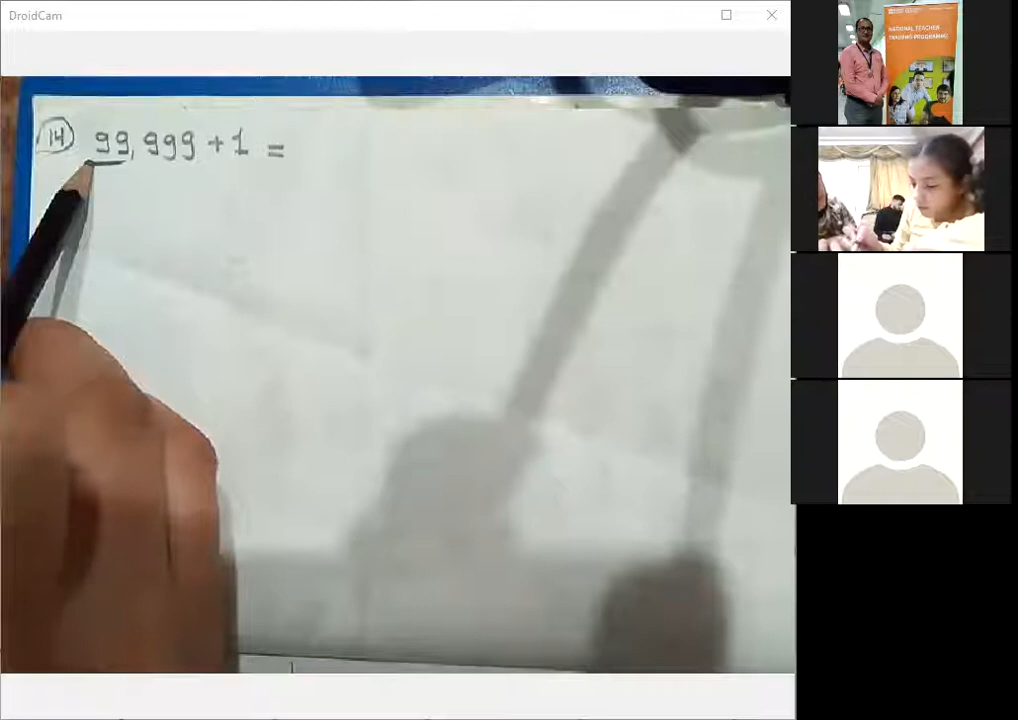 DroidCam
14 99,999 + 1 =
NATIONAL TEACHER
TRAINING PROGRAMME